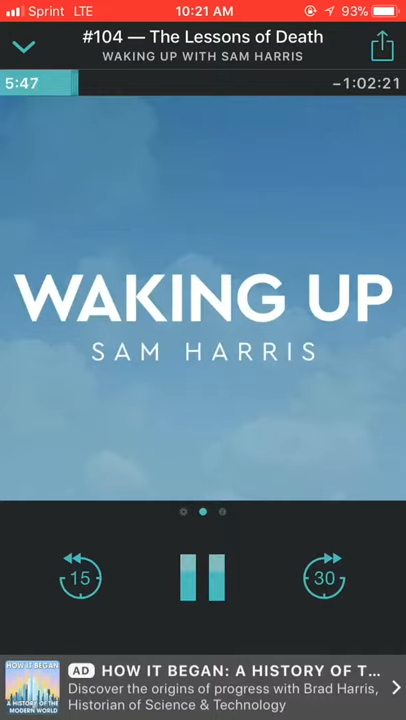 Sprint LTE 10:21 AM 93%
#104 — The Lessons of Death
WAKING UP WITH SAM HARRIS
5:47 −1:02:21
WAKING UP
SAM HARRIS
15 30
HOW IT BEGAN
A HISTORY OF THE
MODERN WORLD
AD HOW IT BEGAN: A HISTORY OF T...
Discover the origins of progress with Brad Harris,
Historian of Science & Technology